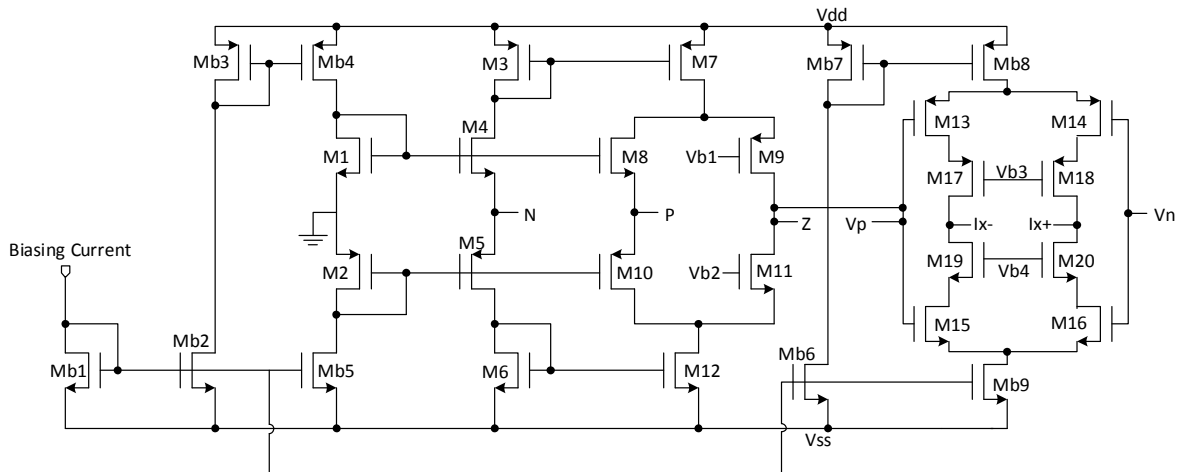 Vdd
Mb3
Mb4
M3
M7
Mb7
Mb8
M4
M13
M14
M1
M8
Vb1
M9
M17
Vb3
M18
N
P
Z
Vp
Ix-
Ix+
Vn
Biasing Current
M5
M2
M10
Vb2
M11
M19
Vb4
M20
M15
M16
Mb2
Mb1
Mb5
M6
M12
Mb6
Mb9
Vss